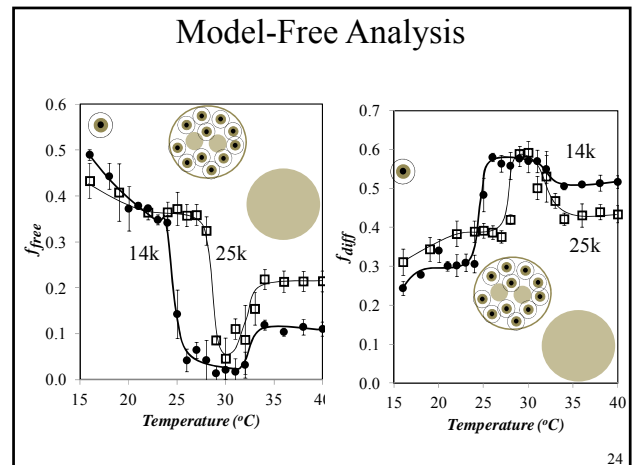 Model-Free Analysis
0.6
0.5
0.4
0.3
0.2
0.1
0.0
f_free
14k
25k
15 20 25 30 35 40
Temperature (°C)
0.7
0.6
0.5
0.4
0.3
0.2
0.1
0.0
f_diff
14k
25k
15 20 25 30 35 40
Temperature (°C)
24